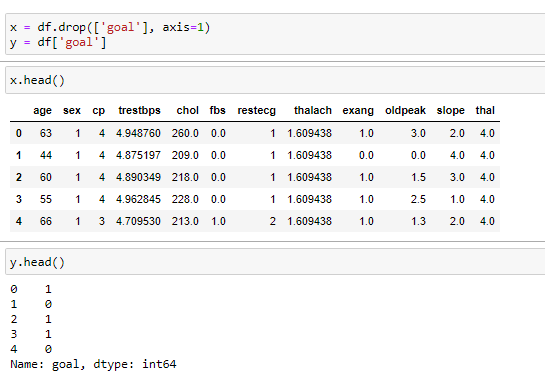 x = df.drop(['goal'], axis=1)
y = df['goal']
x.head()
age sex cp trestbps chol fbs restecg thalach exang oldpeak slope thal
0 63 1 4 4.948760 260.0 0.0 1 1.609438 1.0 3.0 2.0 4.0
1 44 1 4 4.875197 209.0 0.0 1 1.609438 0.0 0.0 4.0 4.0
2 60 1 4 4.890349 218.0 0.0 1 1.609438 1.0 1.5 3.0 4.0
3 55 1 4 4.962845 228.0 0.0 1 1.609438 1.0 2.5 1.0 4.0
4 66 1 3 4.709530 213.0 1.0 2 1.609438 1.0 1.3 2.0 4.0
y.head()
0 1
1 0
2 1
3 1
4 0
Name: goal, dtype: int64